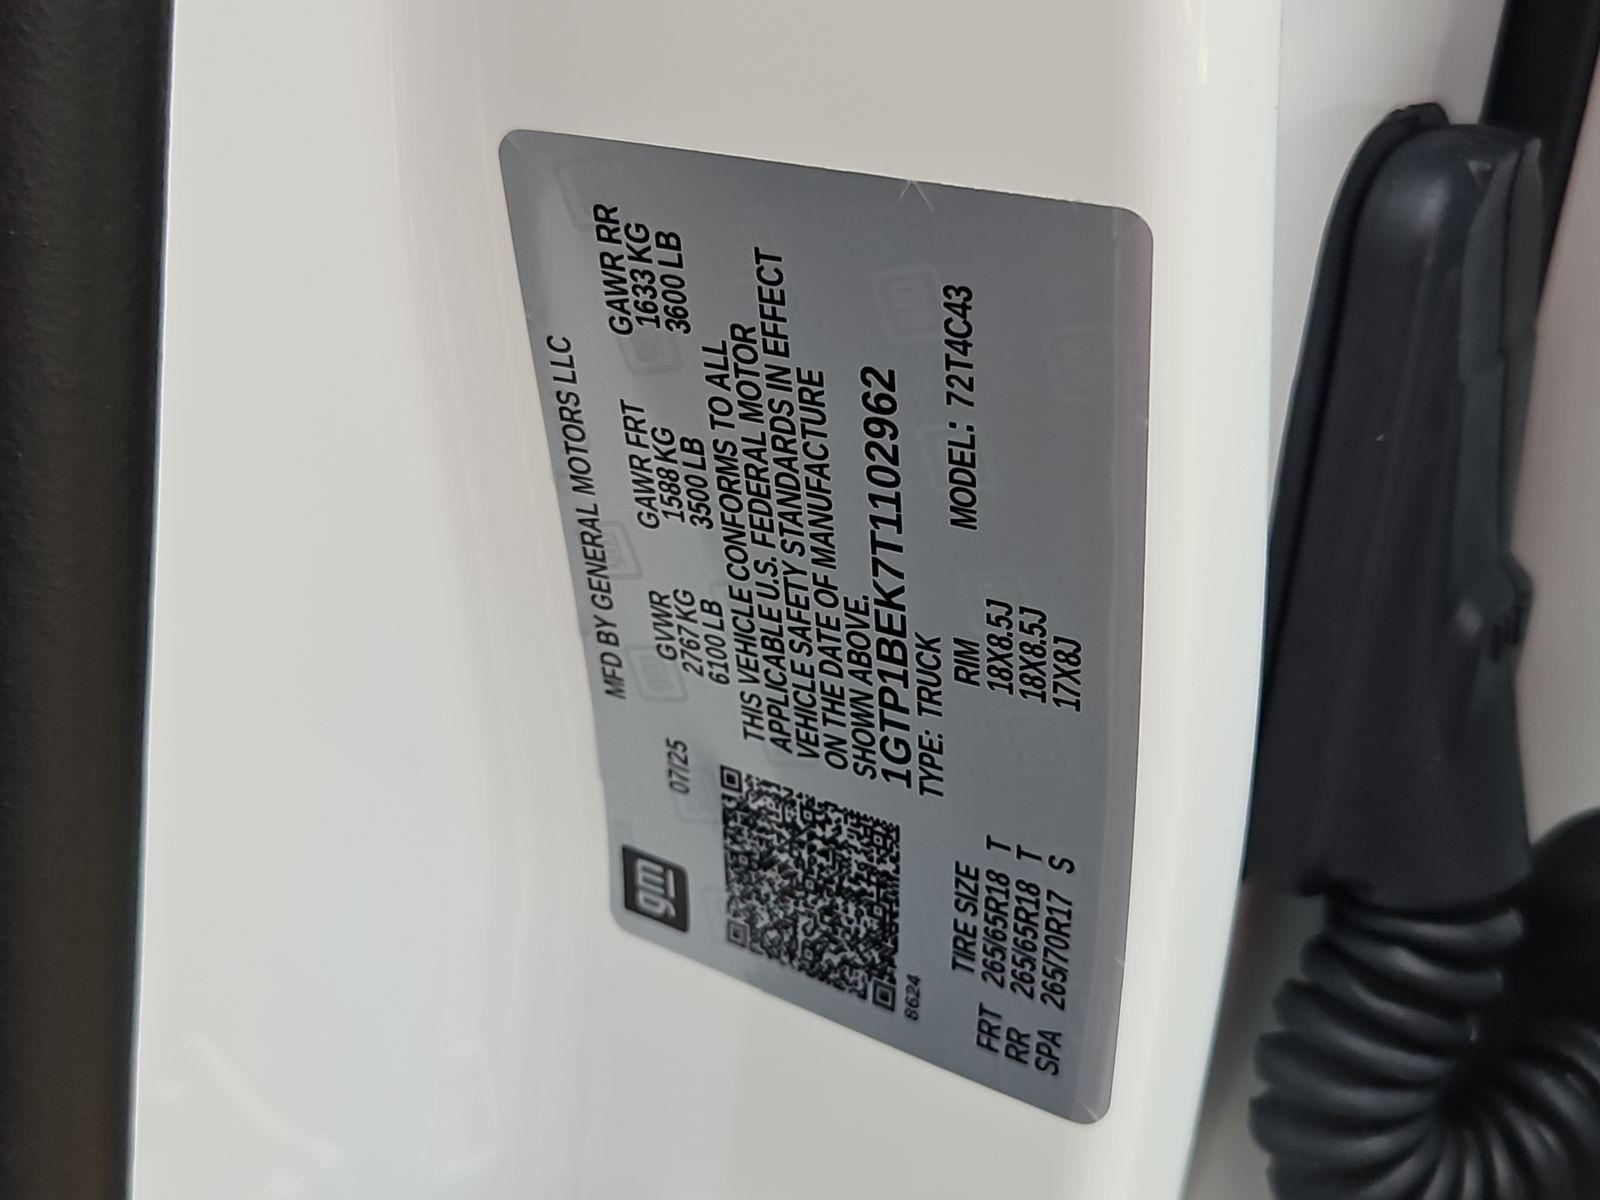 gm
07/25
MFD BY GENERAL MOTORS LLC
GVWR GAWR FRT GAWR RR
2767 KG 1588 KG 1633 KG
6100 LB 3500 LB 3600 LB
THIS VEHICLE CONFORMS TO ALL
APPLICABLE U.S. FEDERAL MOTOR
VEHICLE SAFETY STANDARDS IN EFFECT
ON THE DATE OF MANUFACTURE
SHOWN ABOVE.
1GTP1BEK7T1102962
TYPE: TRUCK MODEL: 72T4C43
8624
TIRE SIZE RIM
FRT 265/65R18 T 18X8.5J
RR 265/65R18 T 18X8.5J
SPA 265/70R17 S 17X8J